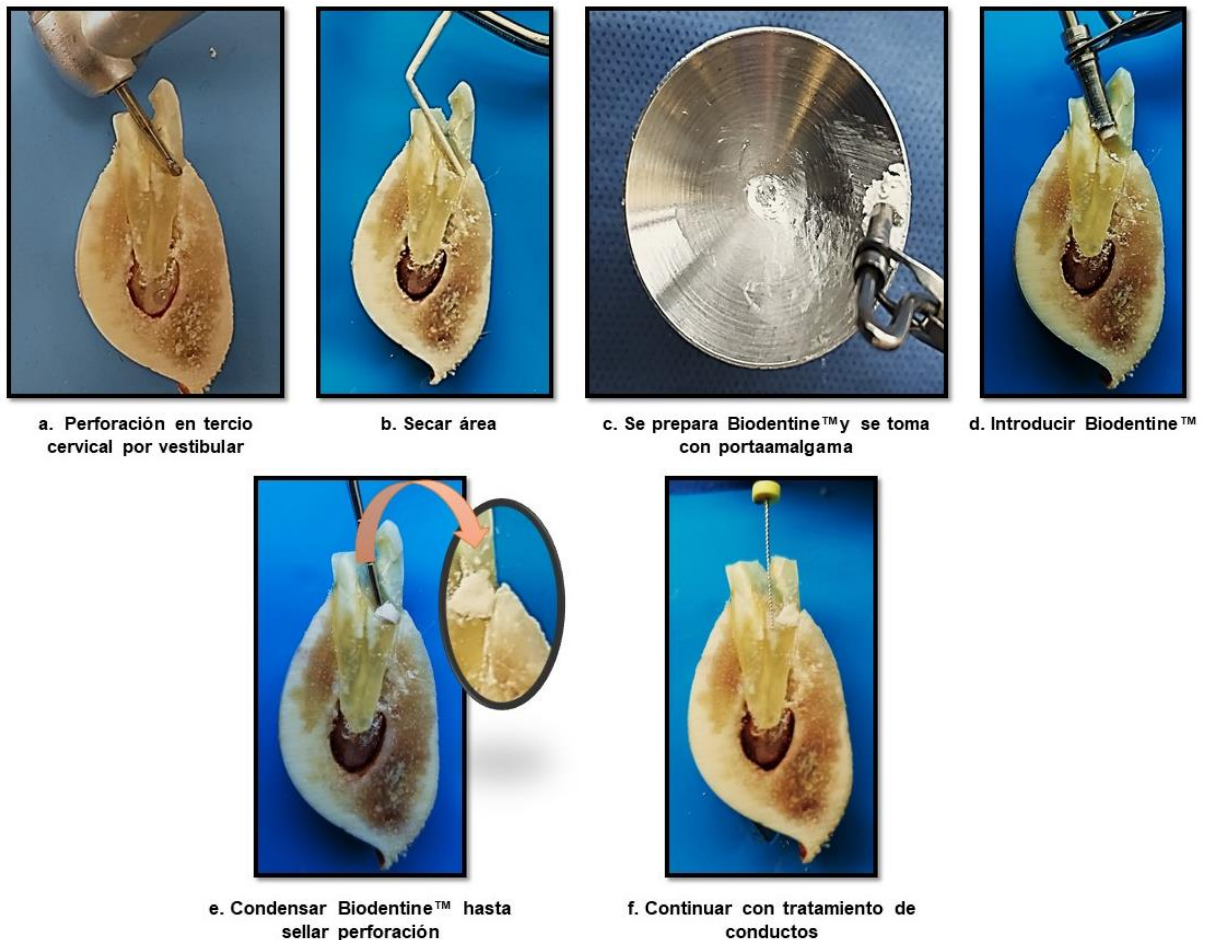 a. Perforación en tercio
cervical por vestibular
b. Secar área
c. Se prepara Biodentine™y se toma
con portaamalgama
d. Introducir Biodentine™
e. Condensar Biodentine™ hasta
sellar perforación
f. Continuar con tratamiento de
conductos